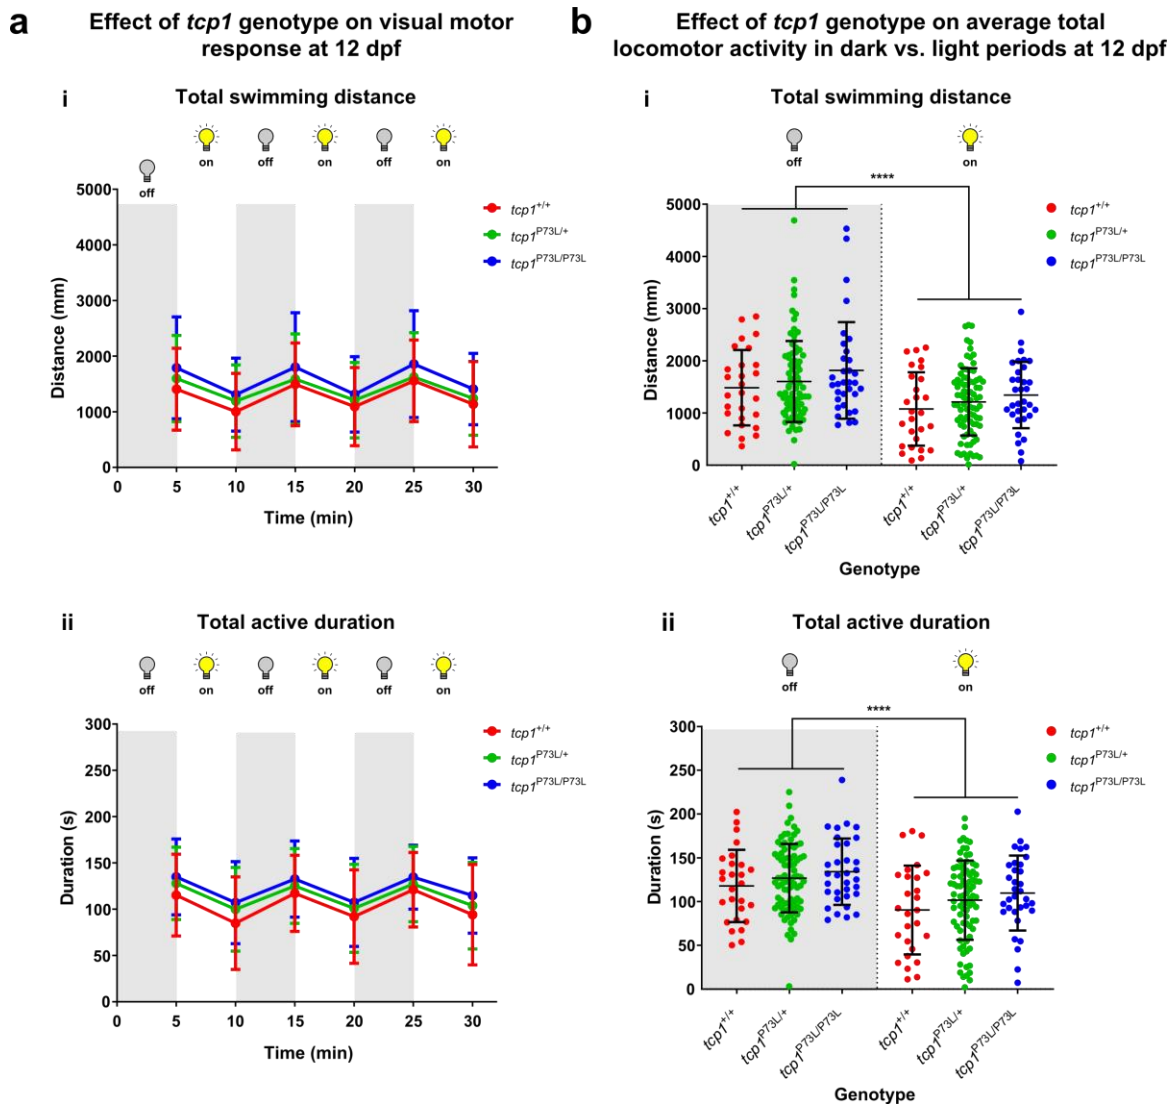 a
Effect of tcp1 genotype on visual motor
response at 12 dpf
i
Total swimming distance
off
on
off
on
off
on
5000
4000
3000
2000
1000
0
Distance (mm)
0 5 10 15 20 25 30
Time (min)
tcp1+/+
tcp1P73L/+
tcp1P73L/P73L
ii
Total active duration
off
on
off
on
off
on
300
250
200
150
100
50
0
Duration (s)
0 5 10 15 20 25 30
Time (min)
tcp1+/+
tcp1P73L/+
tcp1P73L/P73L
b
Effect of tcp1 genotype on average total
locomotor activity in dark vs. light periods at 12 dpf
i
Total swimming distance
off
on
****
5000
4000
3000
2000
1000
0
Distance (mm)
tcp1+/+
tcp1P73L/+
tcp1P73L/P73L
tcp1+/+
tcp1P73L/+
tcp1P73L/P73L
Genotype
tcp1+/+
tcp1P73L/+
tcp1P73L/P73L
ii
Total active duration
off
on
****
300
250
200
150
100
50
0
Duration (s)
tcp1+/+
tcp1P73L/+
tcp1P73L/P73L
tcp1+/+
tcp1P73L/+
tcp1P73L/P73L
Genotype
tcp1+/+
tcp1P73L/+
tcp1P73L/P73L